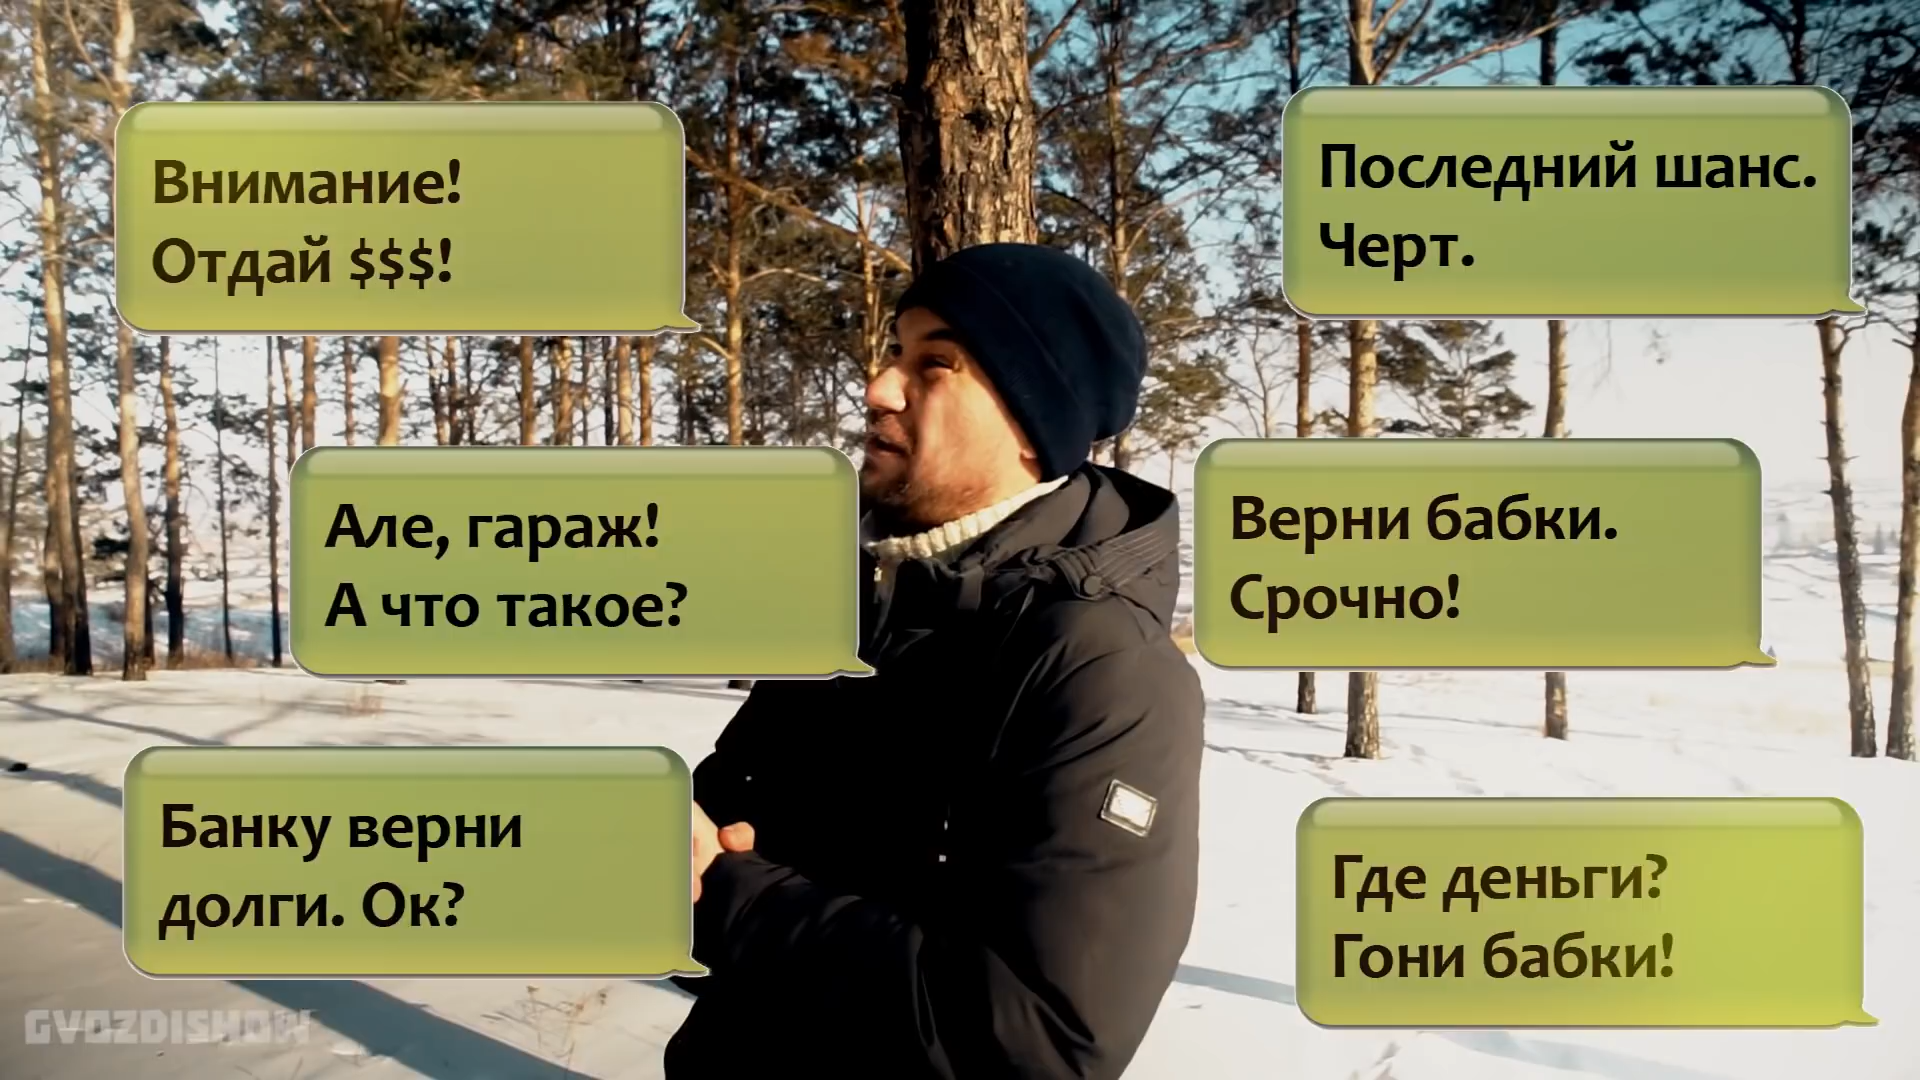 Внимание!
Отдай $$$!
Последний шанс.
Черт.
Але, гараж!
А что такое?
Верни бабки.
Срочно!
Банку верни
долги. Ок?
Где деньги?
Гони бабки!
GVOZDISHOW